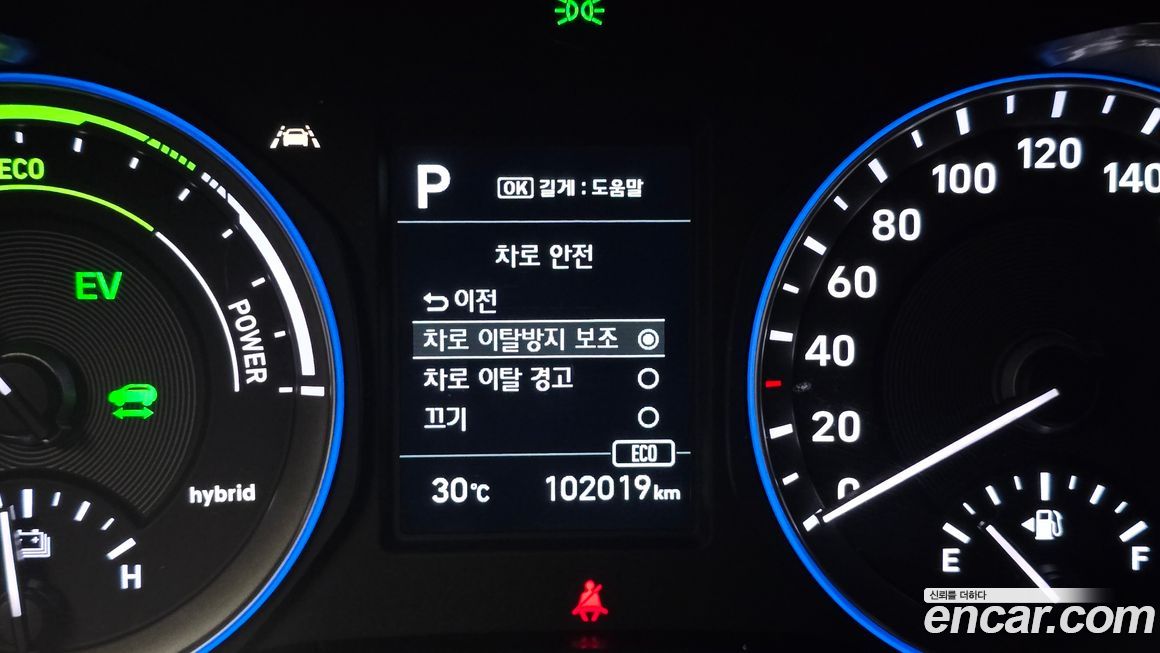 P
OK 길게 : 도움말
차로 안전
이전
차로 이탈방지 보조
차로 이탈 경고
끄기
ECO
30℃ 102019km
ECO
EV
POWER
hybrid
H
0
20
40
60
80
100
120
140
E
F
신뢰를 더하다
encar.com